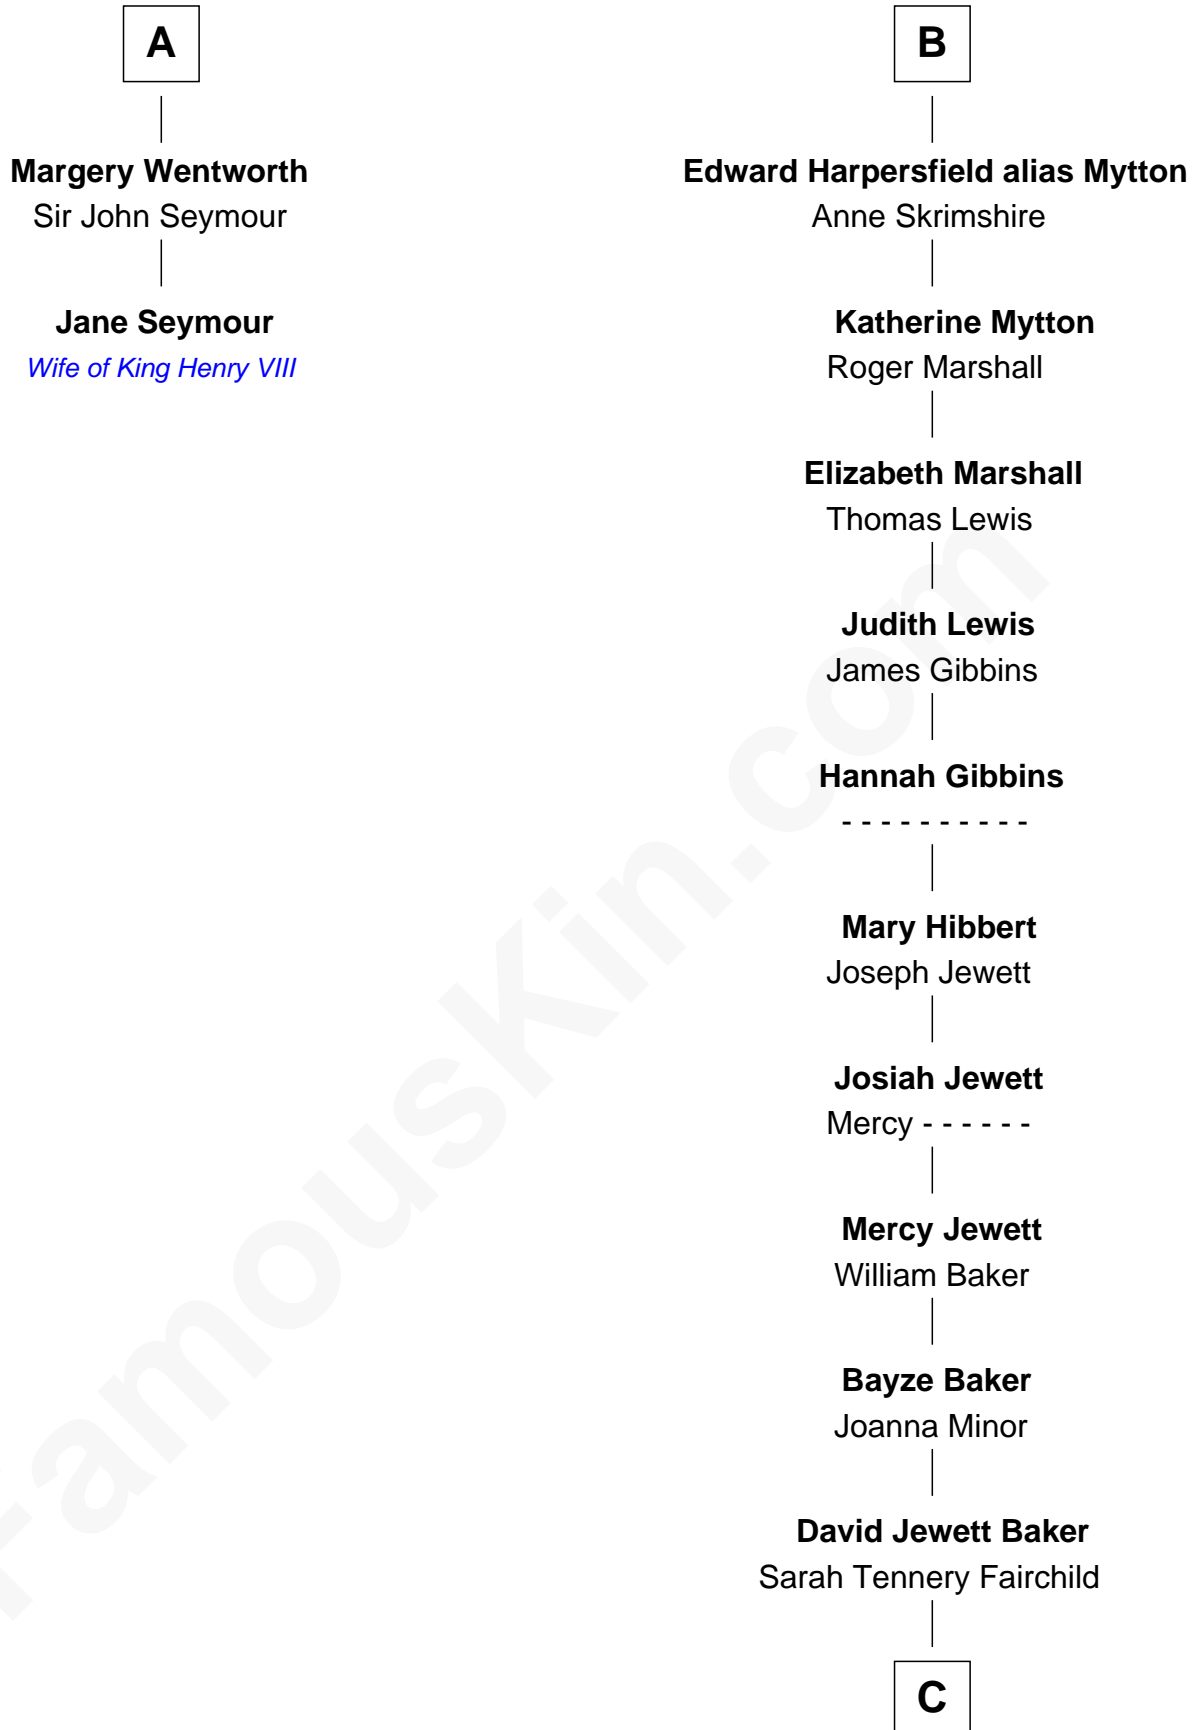 A
Margery Wentworth
Sir John Seymour
Jane Seymour
Wife of King Henry VIII
B
Edward Harpersfield alias Mytton
Anne Skrimshire
Katherine Mytton
Roger Marshall
Elizabeth Marshall
Thomas Lewis
Judith Lewis
James Gibbins
Hannah Gibbins
- - - - - - - - - -
Mary Hibbert
Joseph Jewett
Josiah Jewett
Mercy - - - - - -
Mercy Jewett
William Baker
Bayze Baker
Joanna Minor
David Jewett Baker
Sarah Tennery Fairchild
C
FamousKin.com